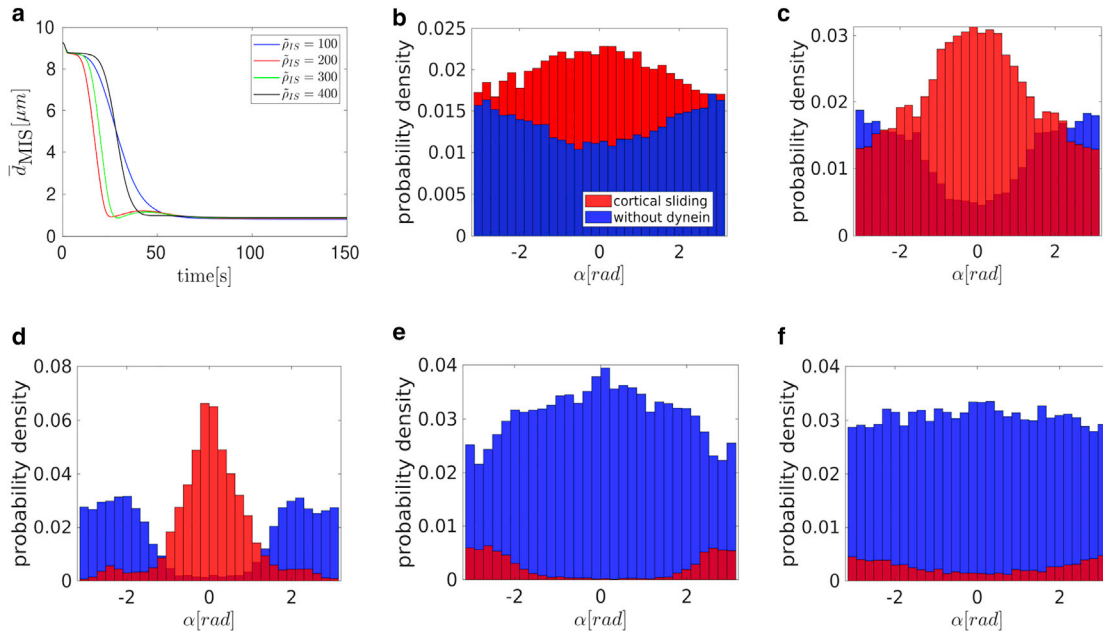 a
b
c
10
8
6
4
2
0
d̄MIS[μm]
0
50
100
150
time[s]
ρ̃IS = 100
ρ̃IS = 200
ρ̃IS = 300
ρ̃IS = 400
probability density
0.025
0.02
0.015
0.01
0.005
0
-2
0
2
α[rad]
cortical sliding
without dynein
probability density
0.03
0.02
0.01
0
-2
0
2
α[rad]
d
e
f
probability density
0.08
0.06
0.04
0.02
0
-2
0
2
α[rad]
probability density
0.04
0.03
0.02
0.01
0
-2
0
2
α[rad]
probability density
0.04
0.03
0.02
0.01
0
-2
0
2
α[rad]